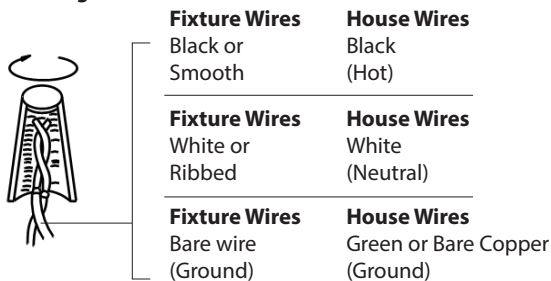 Fixture Wires House Wires
Black or Black
Smooth (Hot)
Fixture Wires House Wires
White or White
Ribbed (Neutral)
Fixture Wires House Wires
Bare wire Green or Bare Copper
(Ground) (Ground)